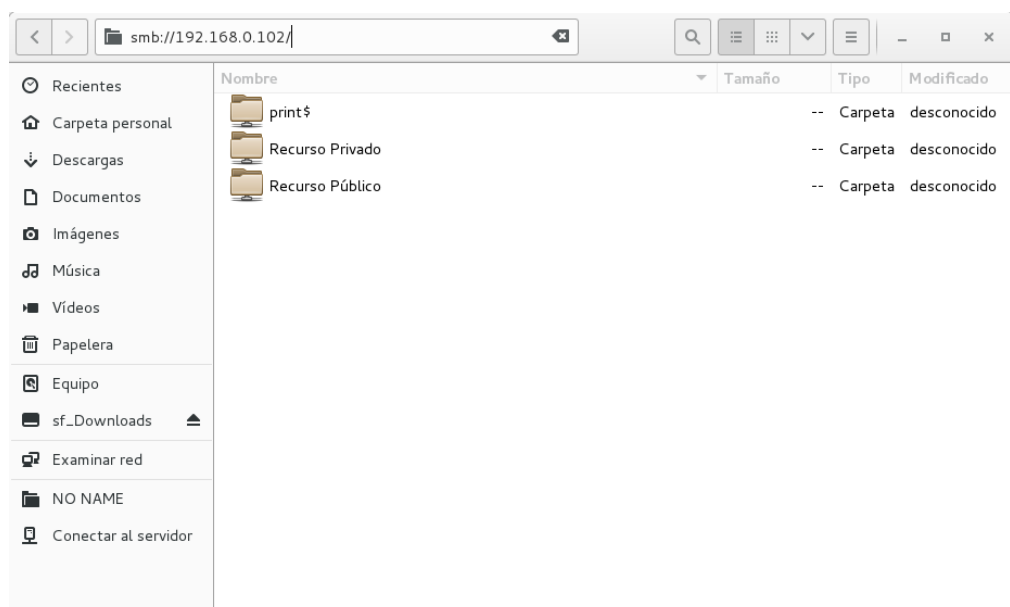 smb://192.168.0.102/
Nombre Tamaño Tipo Modificado
print$ -- Carpeta desconocido
Recurso Privado -- Carpeta desconocido
Recurso Público -- Carpeta desconocido
Recientes
Carpeta personal
Descargas
Documentos
Imágenes
Música
Vídeos
Papelera
Equipo
sf_Downloads
Examinar red
NO NAME
Conectar al servidor